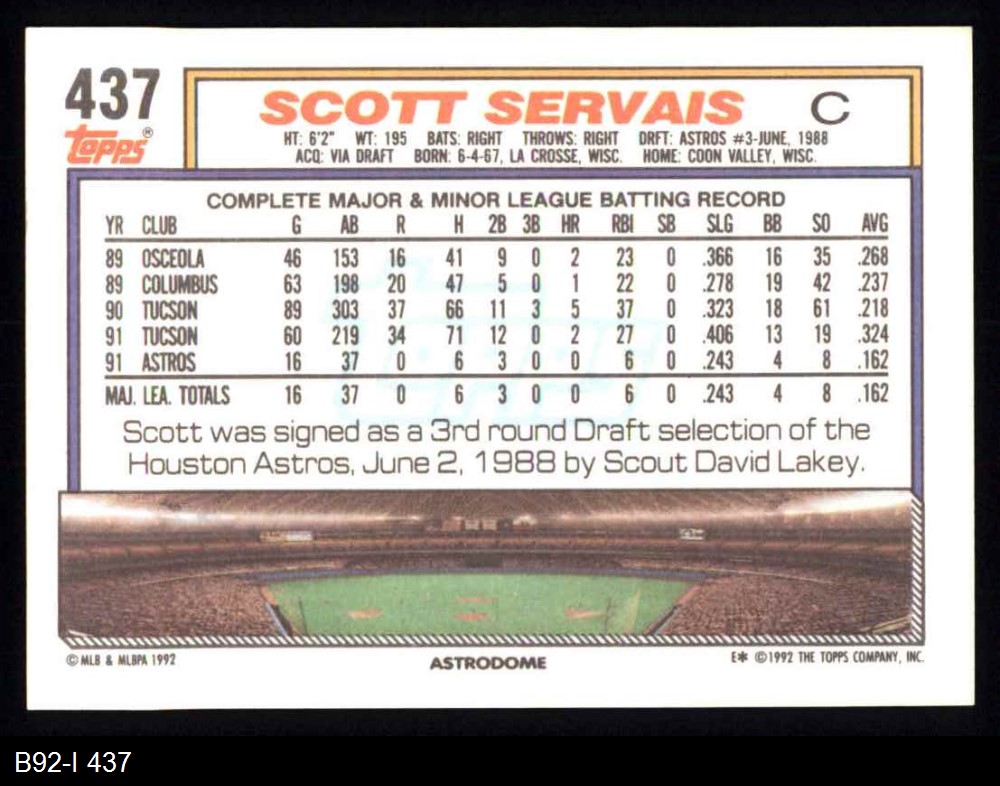 437
TOPPS®
SCOTT SERVAIS C
HT: 6'2" WT: 195 BATS: RIGHT THROWS: RIGHT DRFT: ASTROS #3-JUNE, 1988
ACQ: VIA DRAFT BORN: 6-4-67, LA CROSSE, WISC. HOME: COON VALLEY, WISC.
COMPLETE MAJOR & MINOR LEAGUE BATTING RECORD
YR CLUB G AB R H 2B 3B HR RBI SB SLG BB SO AVG
89 OSCEOLA 46 153 16 41 9 0 2 23 0 .366 16 35 .268
89 COLUMBUS 63 198 20 47 5 0 1 22 0 .278 19 42 .237
90 TUCSON 89 303 37 66 11 3 5 37 0 .323 18 61 .218
91 TUCSON 60 219 34 71 12 0 2 27 0 .406 13 19 .324
91 ASTROS 16 37 0 6 3 0 0 6 0 .243 4 8 .162
MAJ. LEA. TOTALS 16 37 0 6 3 0 0 6 0 .243 4 8 .162
Scott was signed as a 3rd round Draft selection of the
Houston Astros, June 2, 1988 by Scout David Lakey.
© MLB & MLBPA 1992
ASTRODOME
E* ©1992 THE TOPPS COMPANY, INC.
B92-I 437